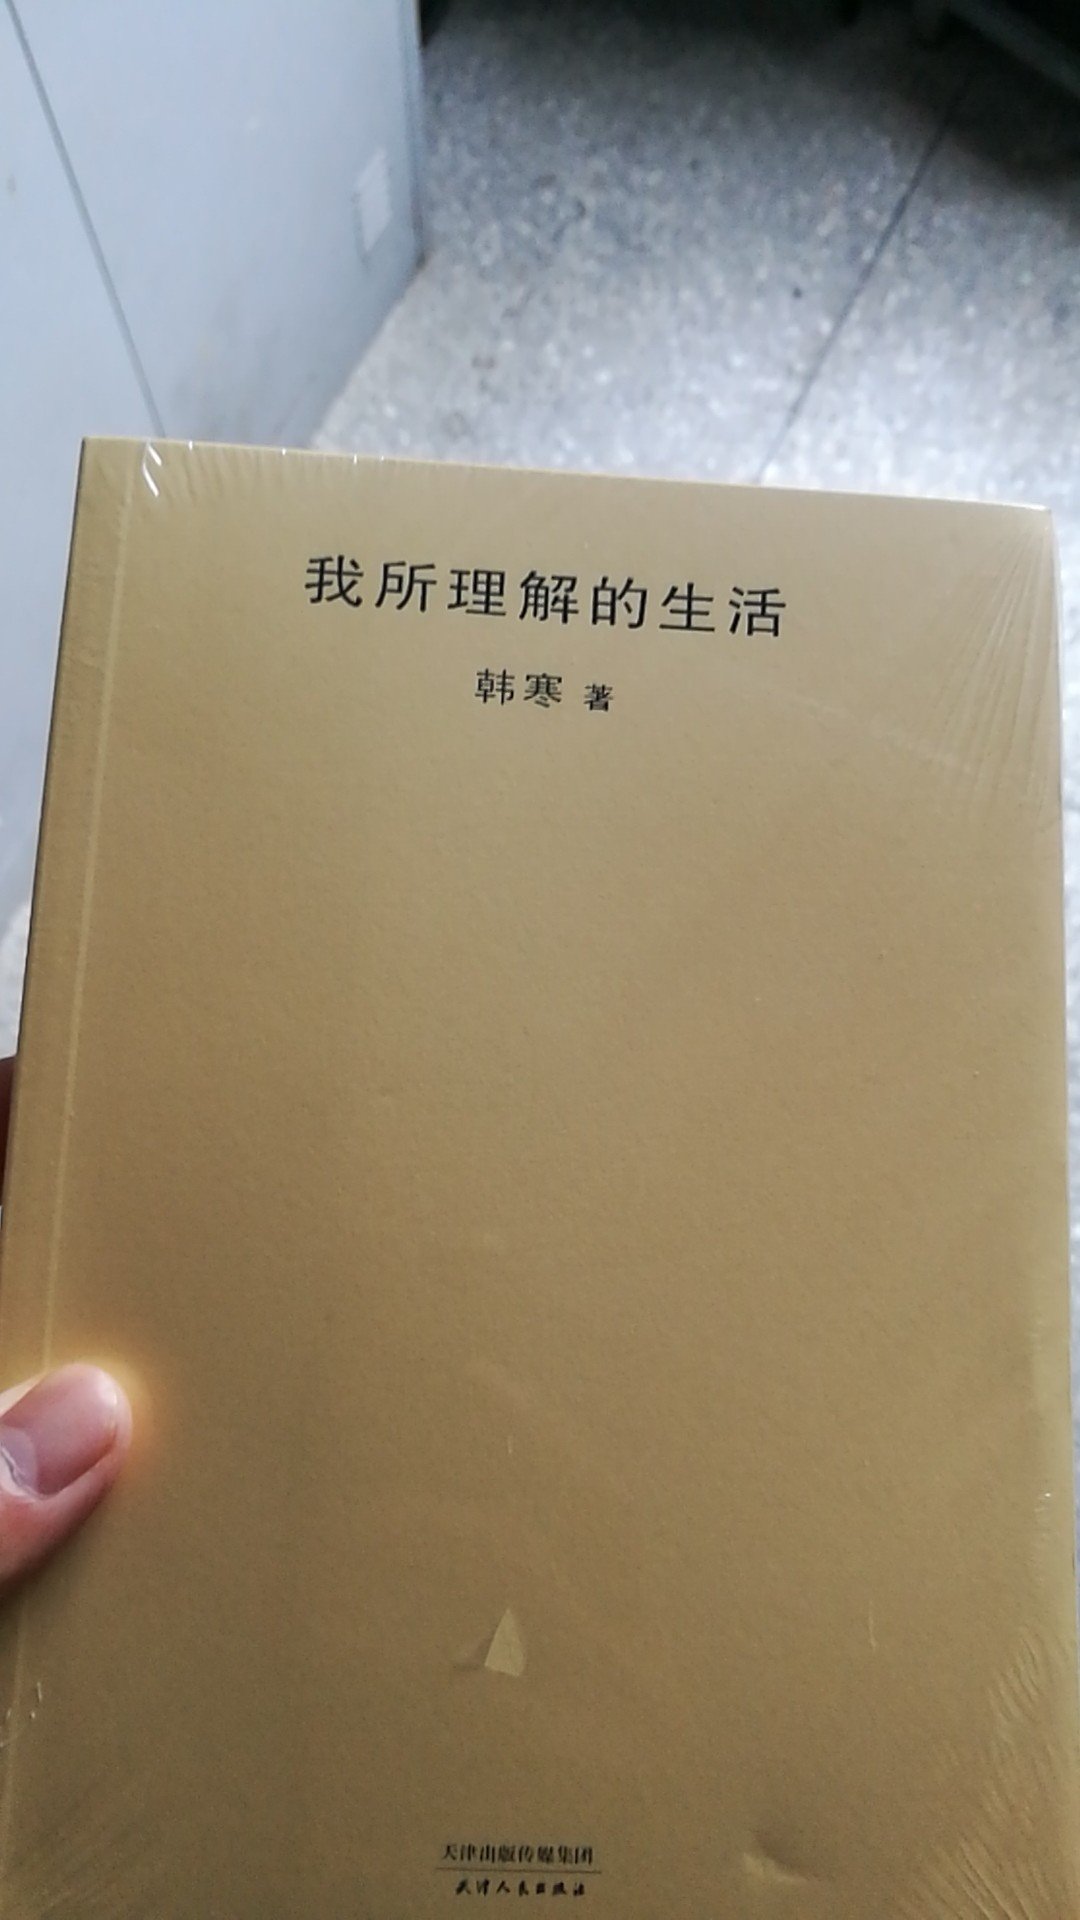 我所理解的生活
韩寒 著
天津出版传媒集团
天津人民出版社